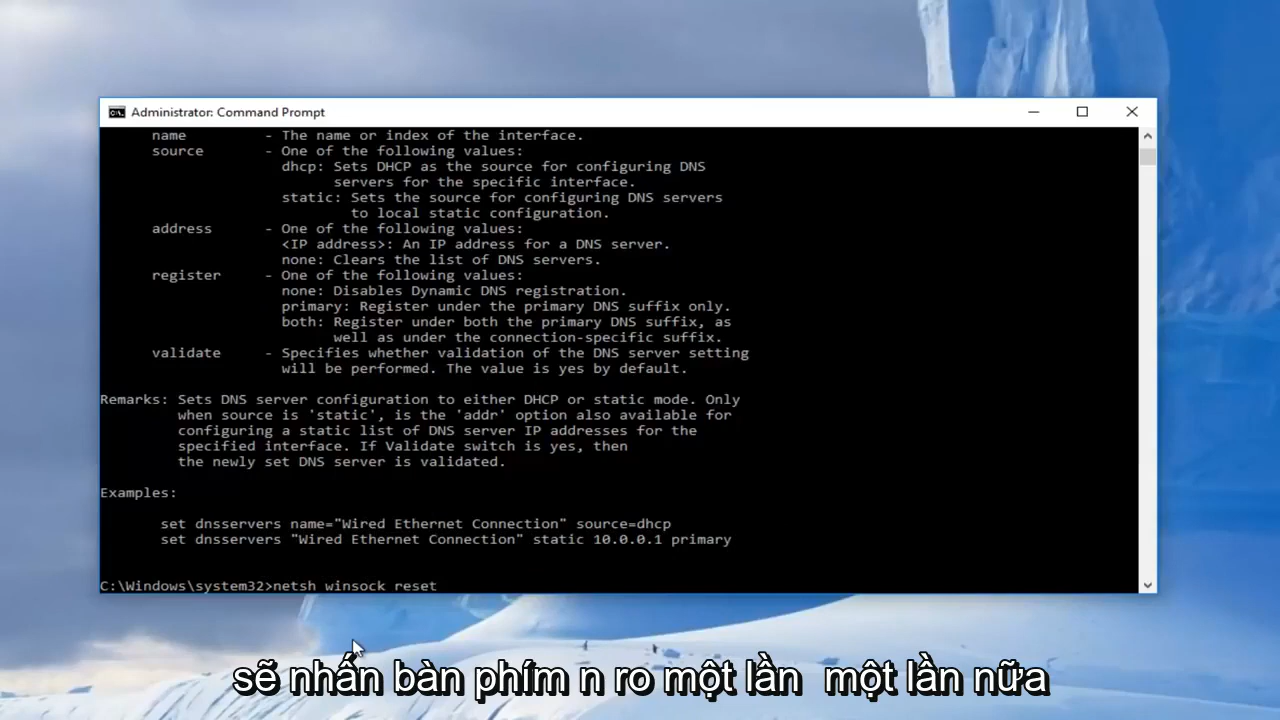 Administrator: Command Prompt
name - The name or index of the interface.
source - One of the following values:
dhcp: Sets DHCP as the source for configuring DNS
servers for the specific interface.
static: Sets the source for configuring DNS servers
to local static configuration.
address - One of the following values:
<IP address>: An IP address for a DNS server.
none: Clears the list of DNS servers.
register - One of the following values:
none: Disables Dynamic DNS registration.
primary: Register under the primary DNS suffix only.
both: Register under both the primary DNS suffix, as
well as under the connection-specific suffix.
validate - Specifies whether validation of the DNS server setting
will be performed. The value is yes by default.
Remarks: Sets DNS server configuration to either DHCP or static mode. Only
when source is 'static', is the 'addr' option also available for
configuring a static list of DNS server IP addresses for the
specified interface. If Validate switch is yes, then
the newly set DNS server is validated.
Examples:
set dnsservers name="Wired Ethernet Connection" source=dhcp
set dnsservers "Wired Ethernet Connection" static 10.0.0.1 primary
C:\Windows\system32>netsh winsock reset
sẽ nhấn bàn phím n ro một lần một lần nữa